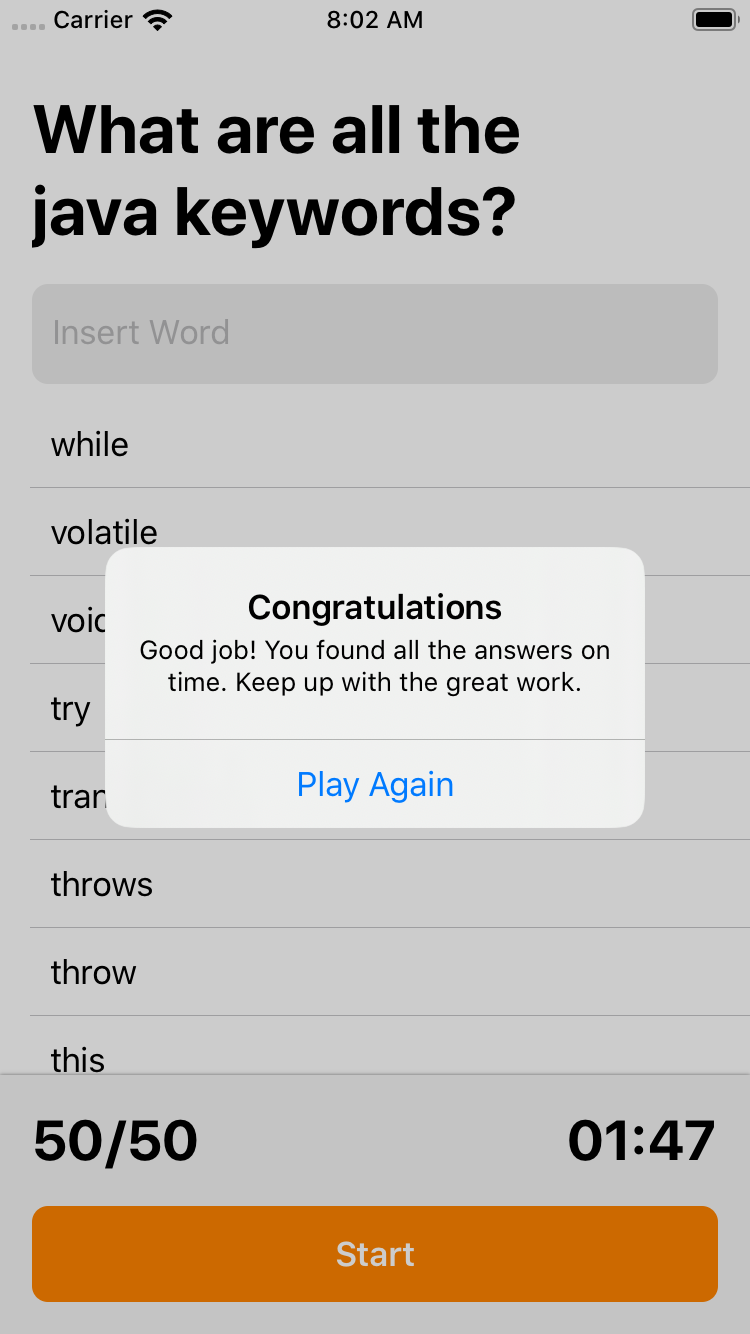 Carrier 8:02 AM
What are all the
java keywords?
Insert Word
while
volatile
Congratulations
Good job! You found all the answers on
time. Keep up with the great work.
try
Play Again
throws
throw
this
50/50 01:47
Start